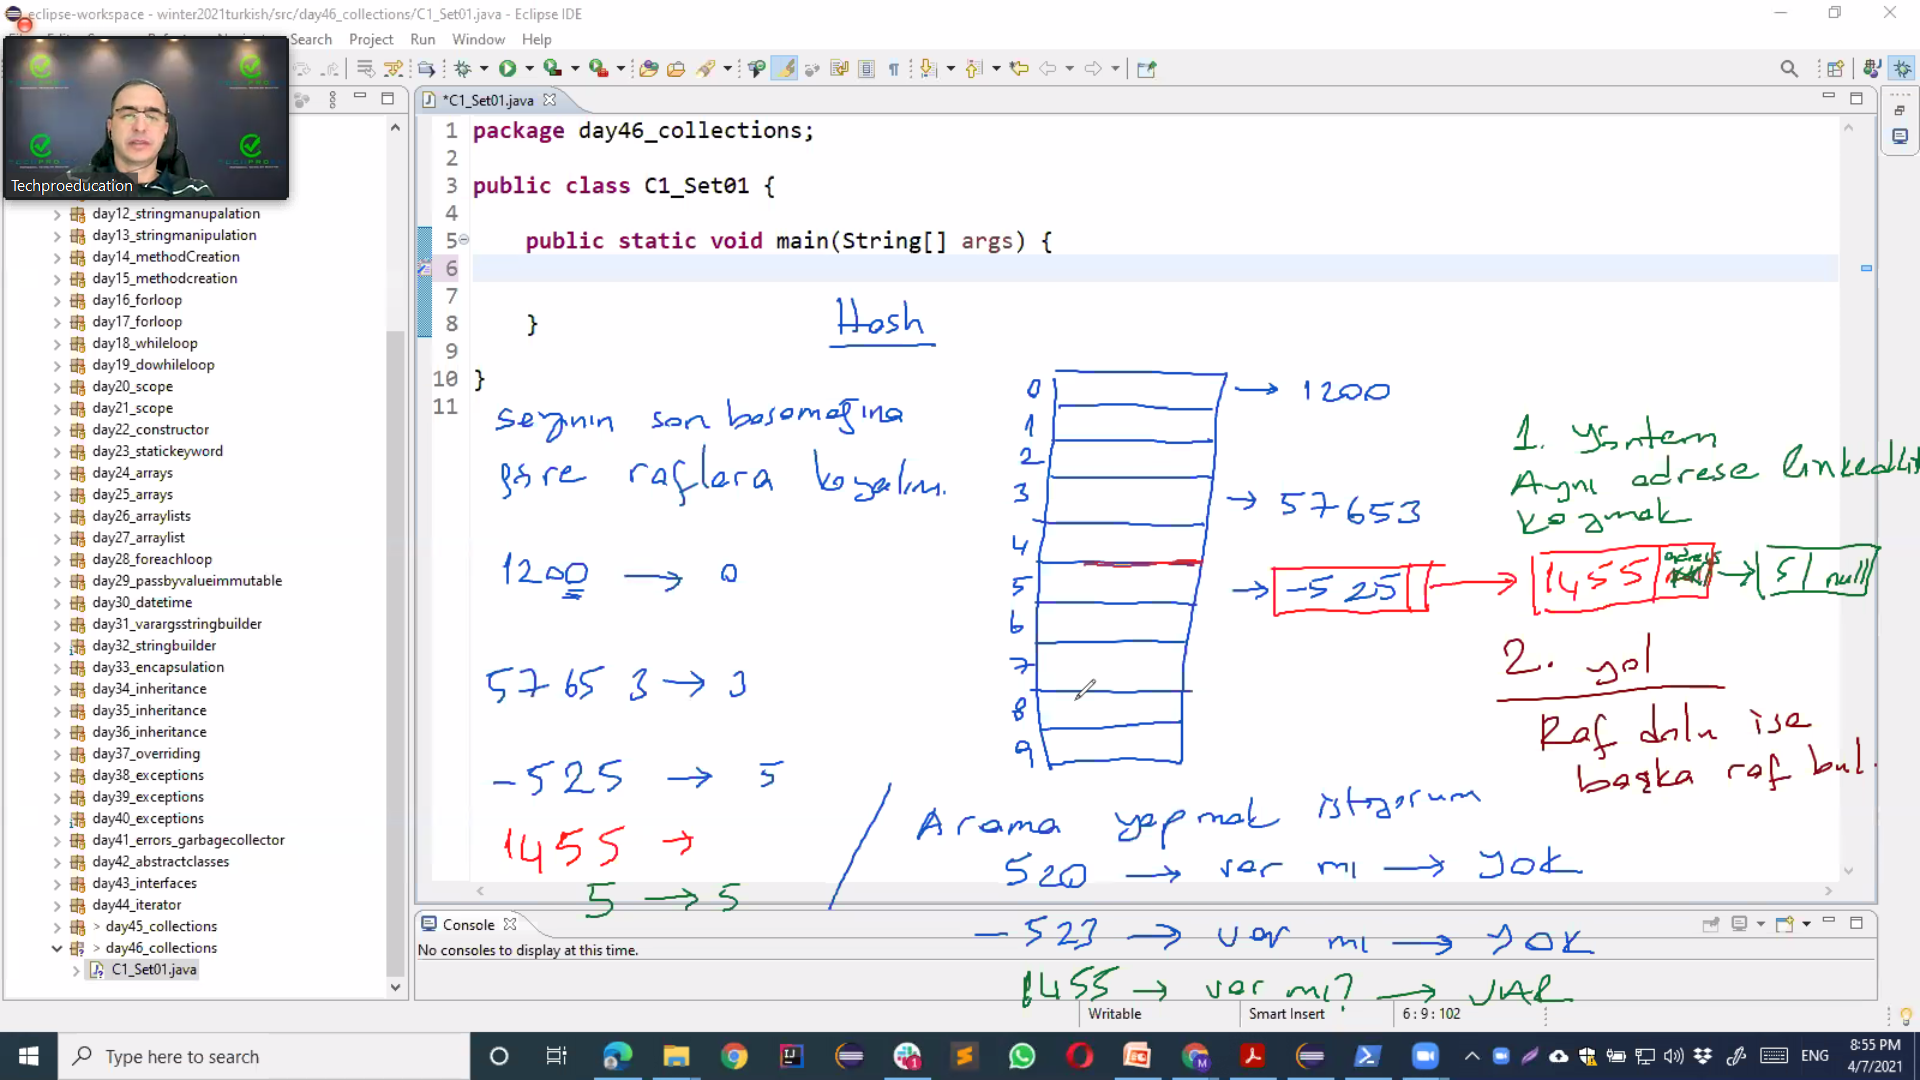 eclipse-workspace - winter2021turkish/src/day46_collections/C1_Set01.java - Eclipse IDE
Search Project Run Window Help
Techproeducation
*C1_Set01.java
1 package day46_collections;
2
3 public class C1_Set01 {
4
5 public static void main(String[] args) {
6
7
8 }
9
10 }
11
day12_stringmanupalation
day13_stringmanipulation
day14_methodCreation
day15_methodcreation
day16_forloop
day17_forloop
day18_whileloop
day19_dowhileloop
day20_scope
day21_scope
day22_constructor
day23_statickeyword
day24_arrays
day25_arrays
day26_arraylists
day27_arraylist
day28_foreachloop
day29_passbyvalueimmutable
day30_datetime
day31_varargsstringbuilder
day32_stringbuilder
day33_encapsulation
day34_inheritance
day35_inheritance
day36_inheritance
day37_overriding
day38_exceptions
day39_exceptions
day40_exceptions
day41_errors_garbagecollector
day42_abstractclasses
day43_interfaces
day44_iterator
> day45_collections
> day46_collections
C1_Set01.java
Hash
sayının son basamağına
göre raflara koyalım.
1200 → 0
57653 → 3
-525 → 5
1455 →
5 → 5
0 → 1200
1
2
3 → 57653
4
5 → -525 → 1455 adres → 5 | null
6
7
8
9
1. yöntem
Aynı adrese linkedList
koymak
2. yol
Raf dolu ise
başka raf bul.
Arama yapmak istiyorum
520 → var mı → yok
-523 → var mı → yok
1455 → var mı? → VAR
Console
No consoles to display at this time.
Writable Smart Insert 6 : 9 : 102
Type here to search
ENG
8:55 PM
4/7/2021